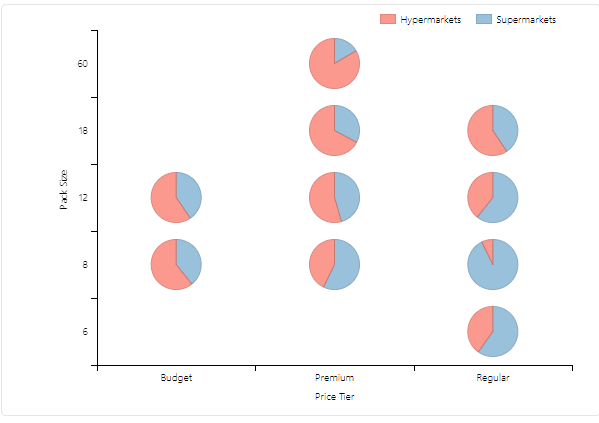 Hypermarkets Supermarkets
60
18
12
8
6
Pack Size
Budget Premium Regular
Price Tier